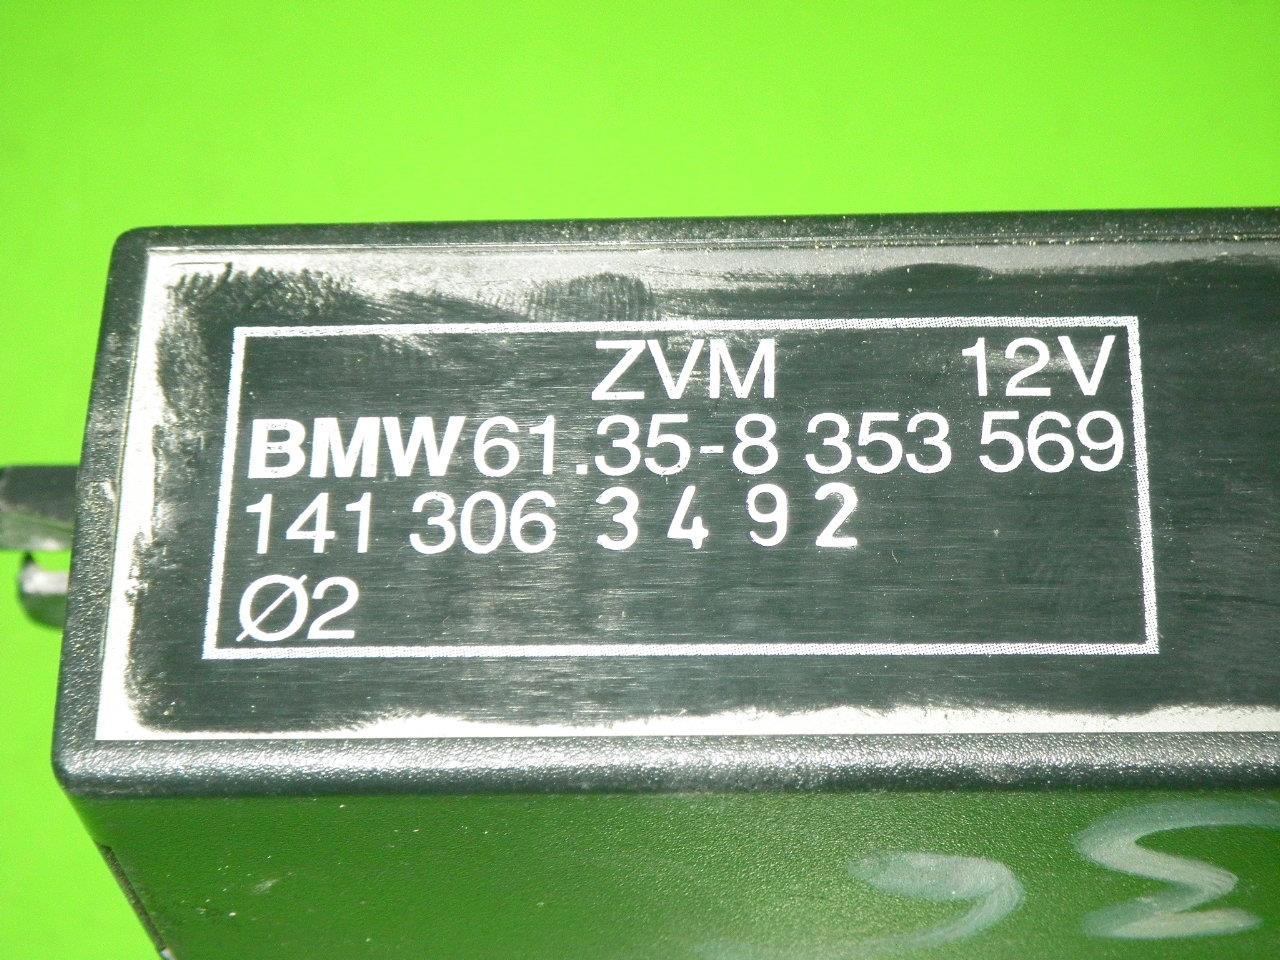 ZVM 12V
BMW 61.35-8 353 569
141 306 3 4 9 2
Ø2